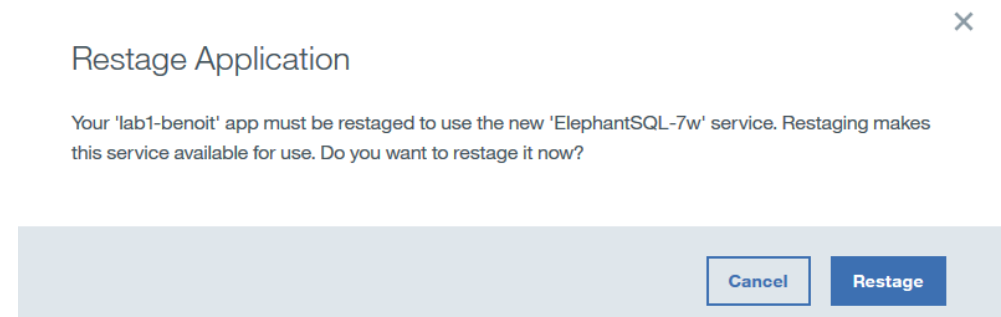 Restage Application
Your 'lab1-benoit' app must be restaged to use the new 'ElephantSQL-7w' service. Restaging makes
this service available for use. Do you want to restage it now?
Cancel Restage